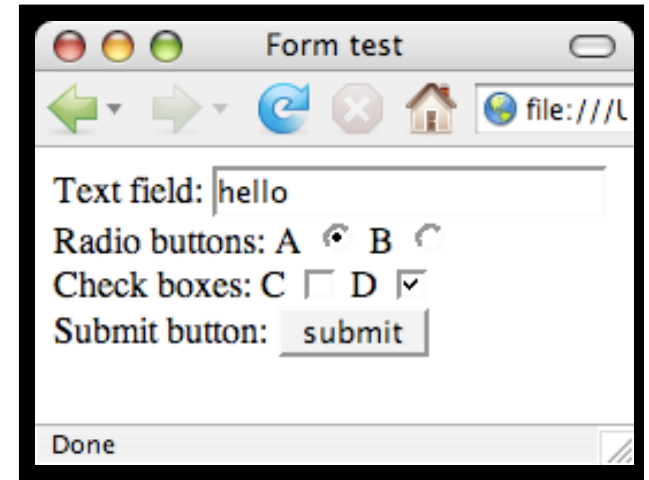 Form test
file:///
Text field: hello
Radio buttons: A B
Check boxes: C D
Submit button: submit
Done